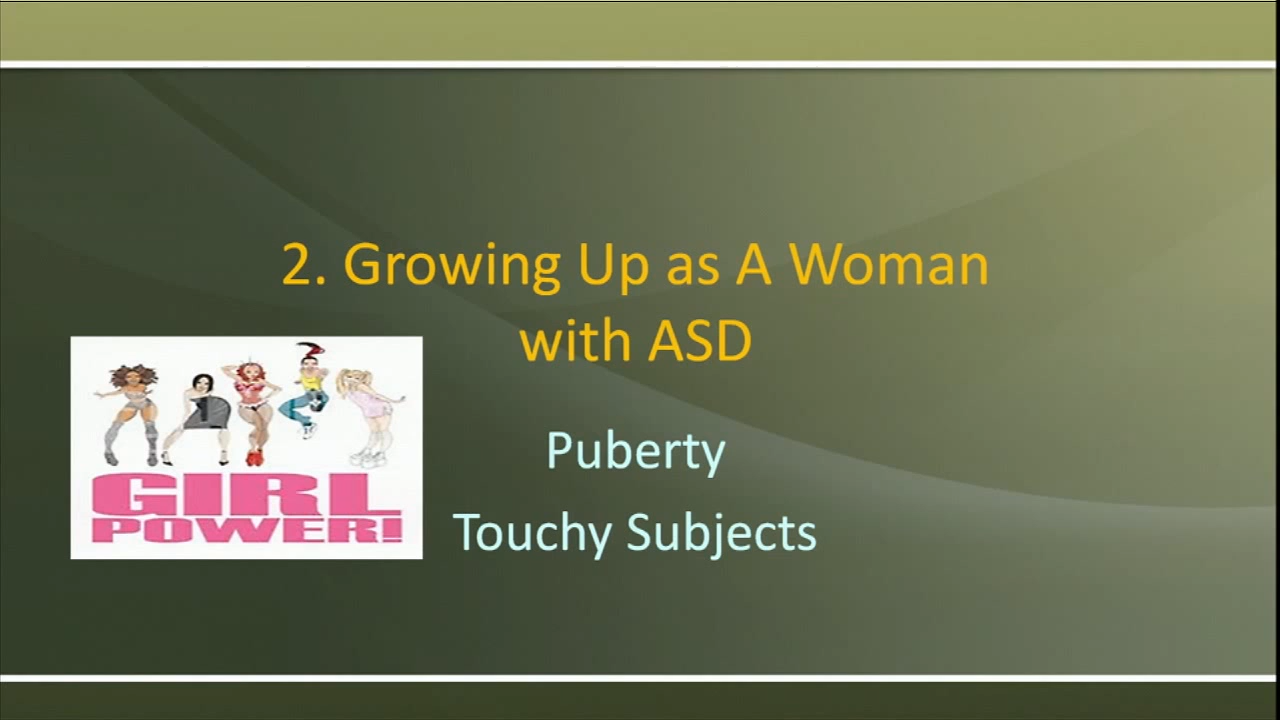 2. Growing Up as A Woman
with ASD
GIRL
POWER!
Puberty
Touchy Subjects